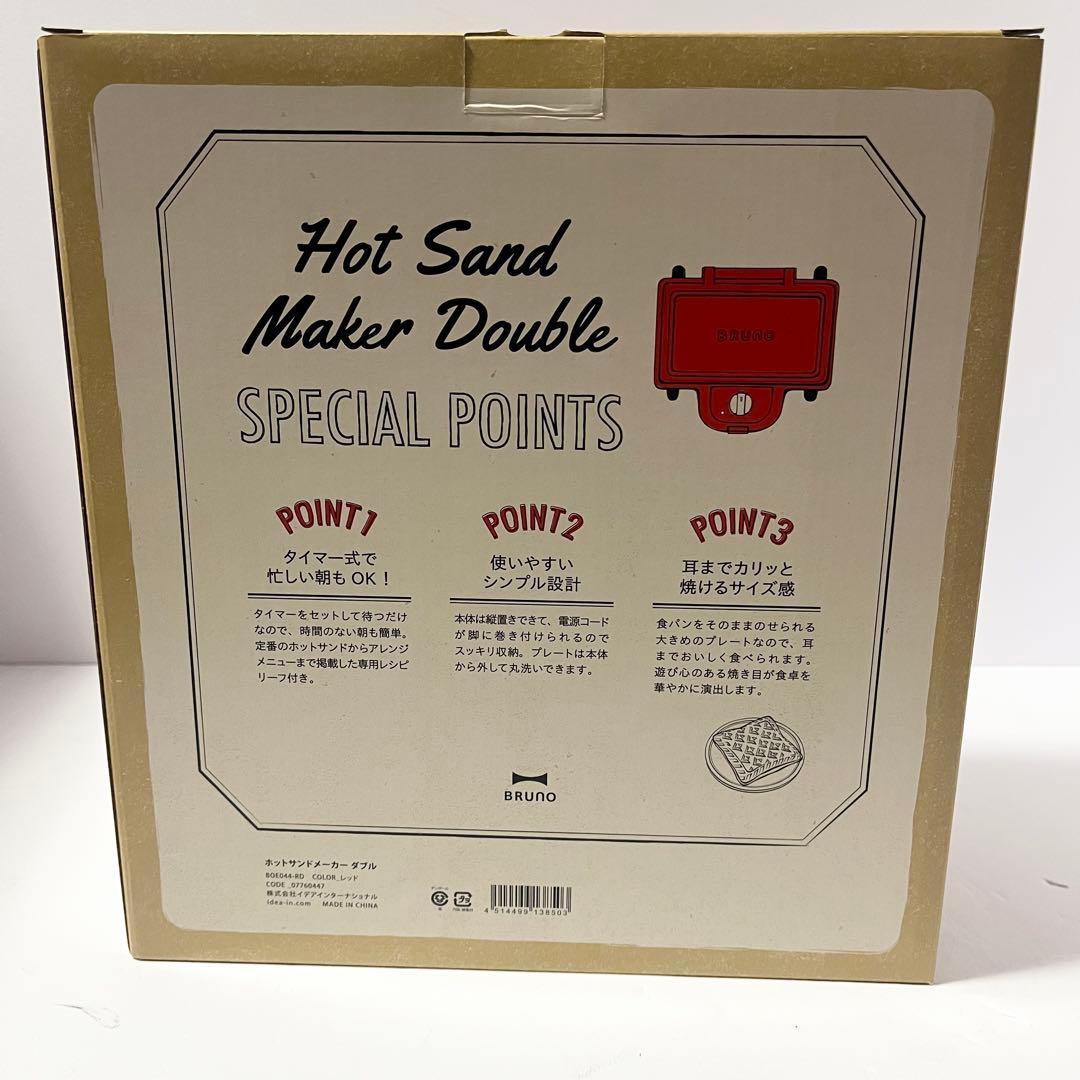 Hot Sand
Maker Double
SPECIAL POINTS
BRUNO
POINT1
タイマー式で
忙しい朝も OK！
タイマーをセットして待つだけ
なので、時間のない朝も簡単。
定番のホットサンドからアレンジ
メニューまで掲載した専用レシピ
リーフ付き。
POINT2
使いやすい
シンプル設計
本体は縦置きできて、電源コード
が脚に巻き付けられるので
スッキリ収納。プレートは本体
から外して丸洗いできます。
POINT3
耳までカリッと
焼けるサイズ感
食パンをそのままのせられる
大きめのプレートなので、耳
までおいしく食べられます。
遊び心のある焼き目が食卓を
華やかに演出します。
BRUNO
ホットサンドメーカー ダブル
BOE044-RD COLOR_レッド
CODE _07760447
株式会社イデアインターナショナル
idea-in.com MADE IN CHINA
4 514499 138503